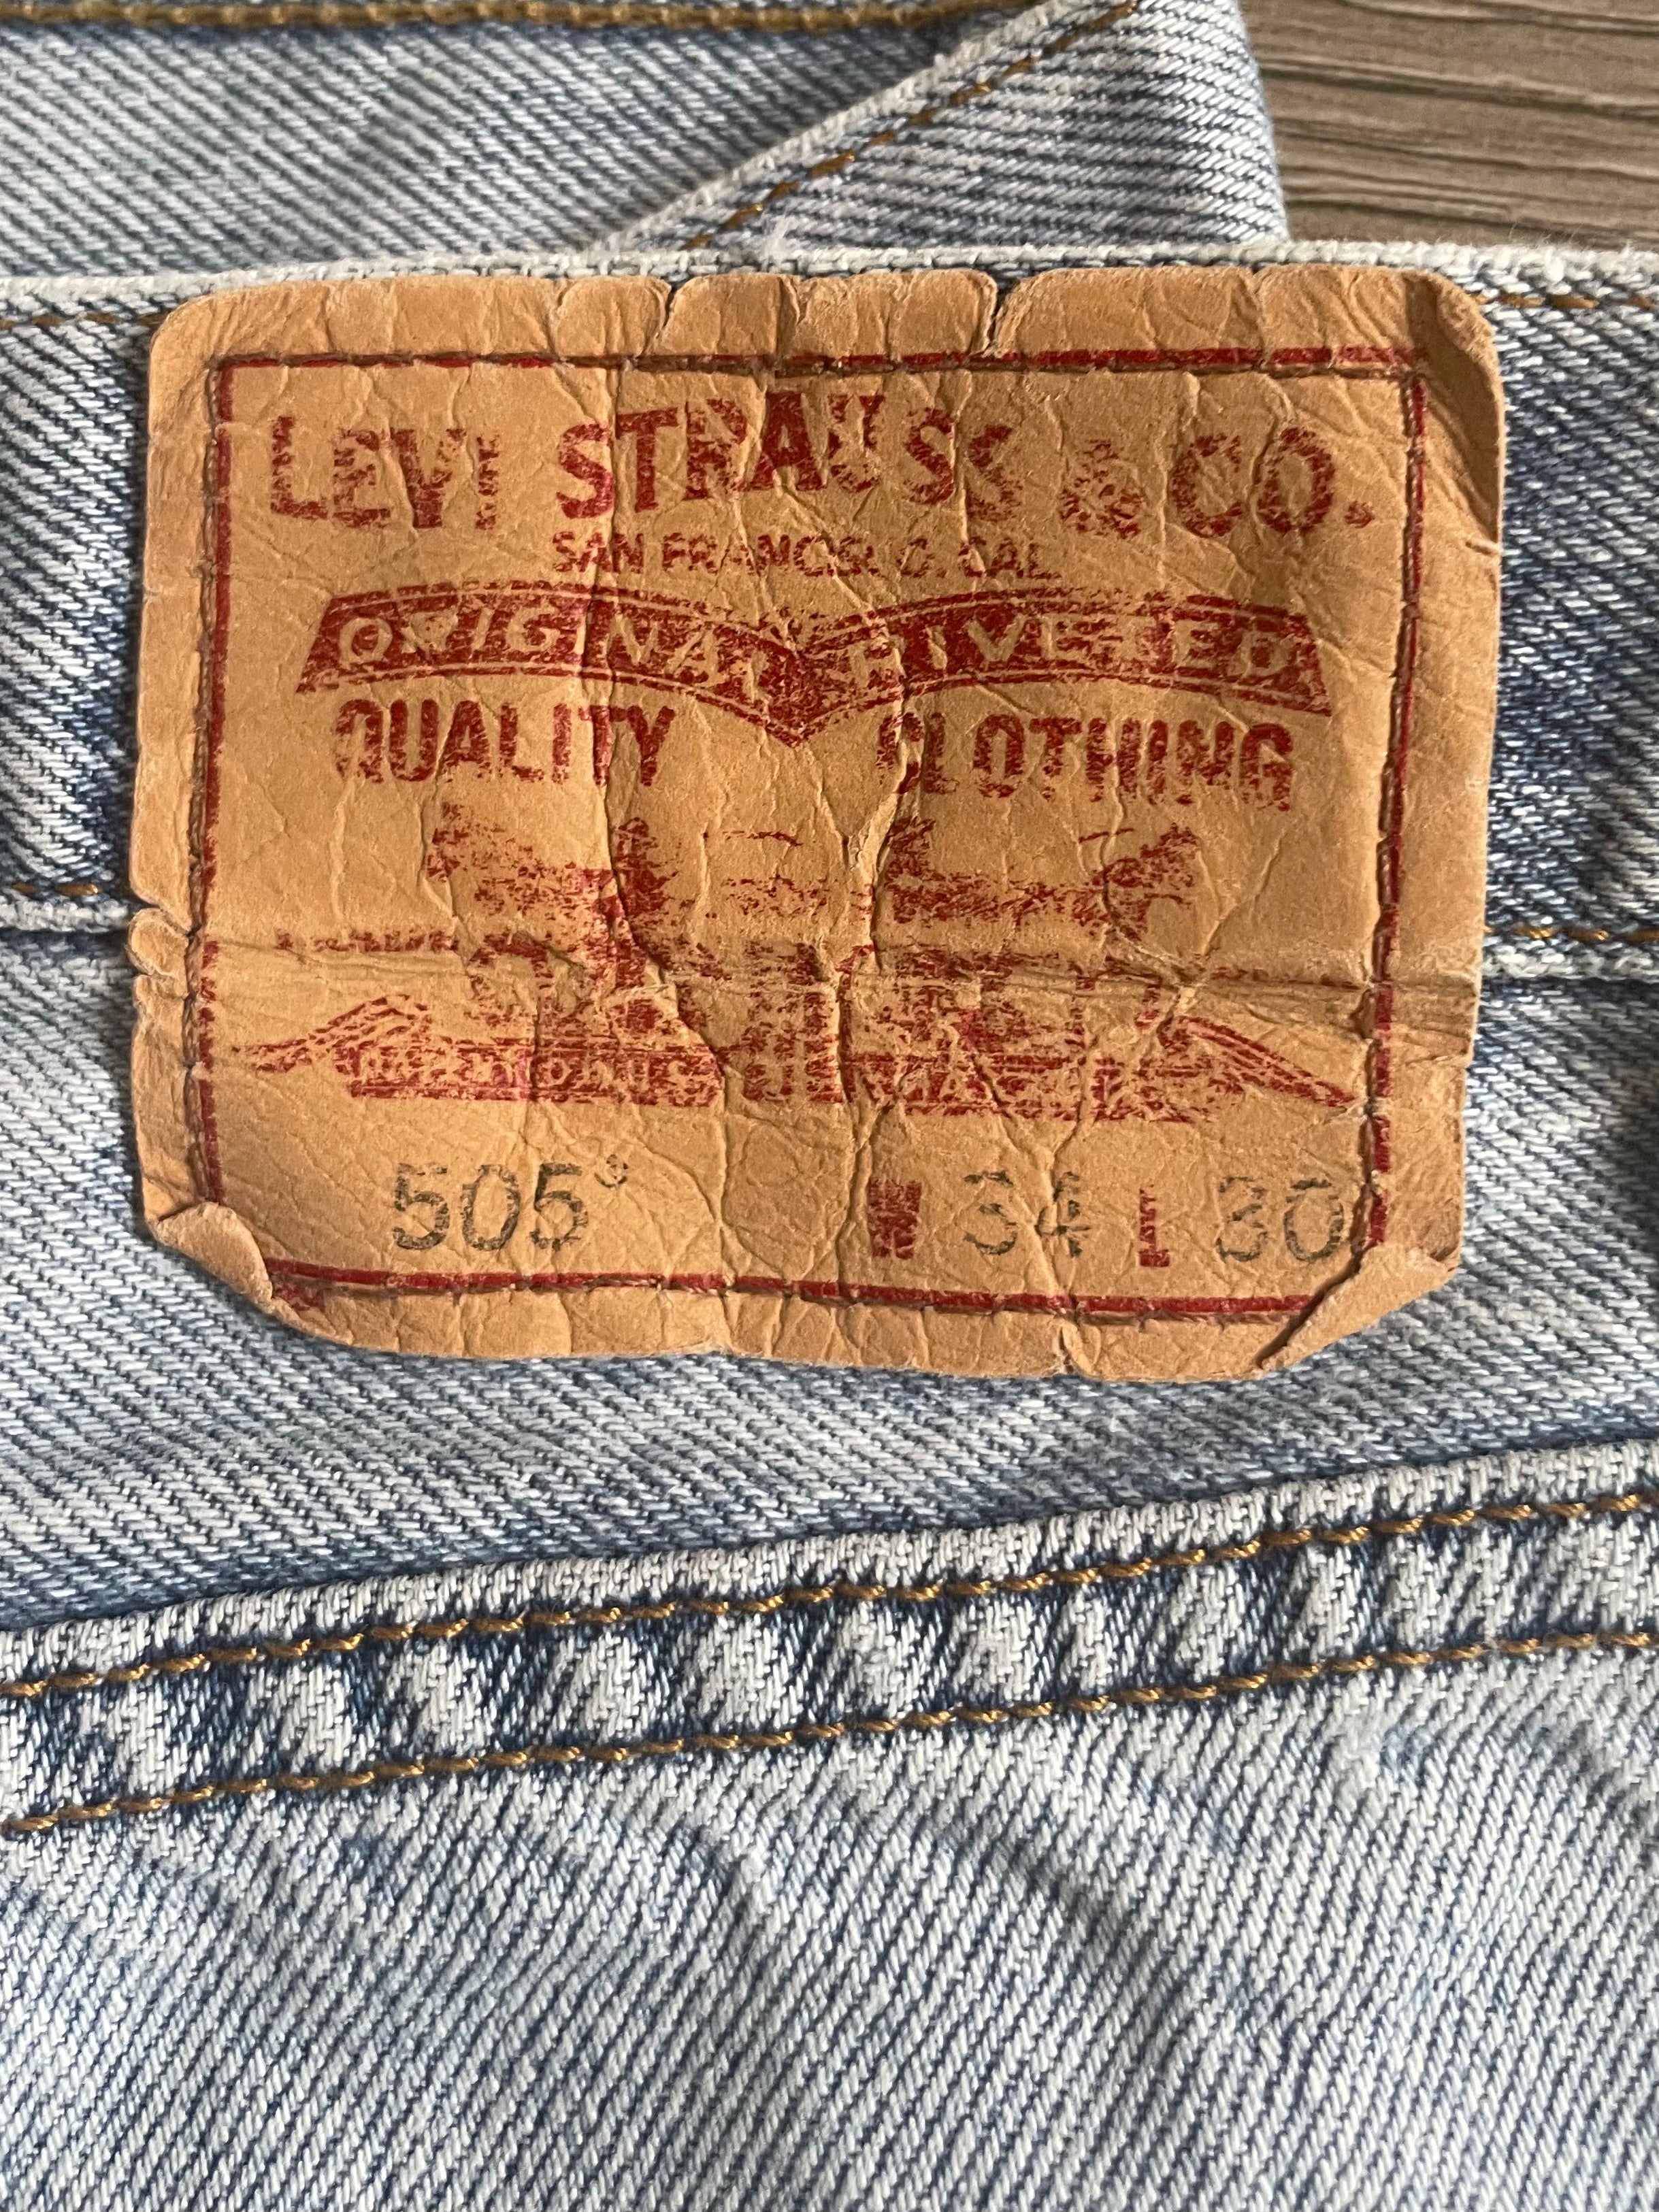 LEVI STRAUSS & CO.
SAN FRANCISCO, CAL.
ORIGINAL RIVETED
QUALITY CLOTHING
505® W 34 L 30